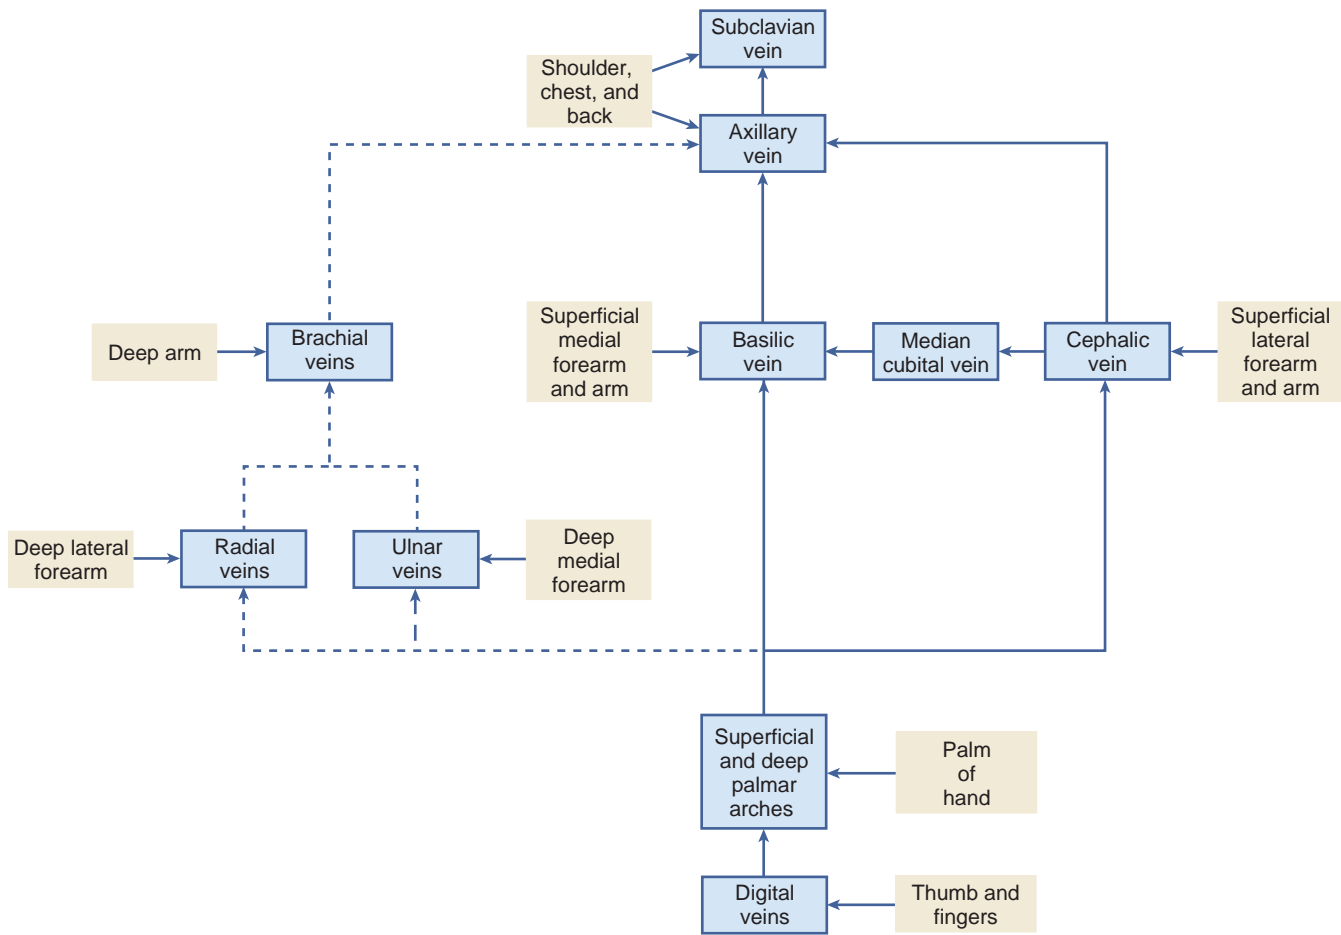 Subclavian
vein
Shoulder,
chest, and
back
Axillary
vein
Deep arm
Brachial
veins
Superficial
medial
forearm
and arm
Basilic
vein
Median
cubital vein
Cephalic
vein
Superficial
lateral
forearm
and arm
Deep lateral
forearm
Radial
veins
Ulnar
veins
Deep
medial
forearm
Superficial
and deep
palmar
arches
Palm
of
hand
Digital
veins
Thumb and
fingers